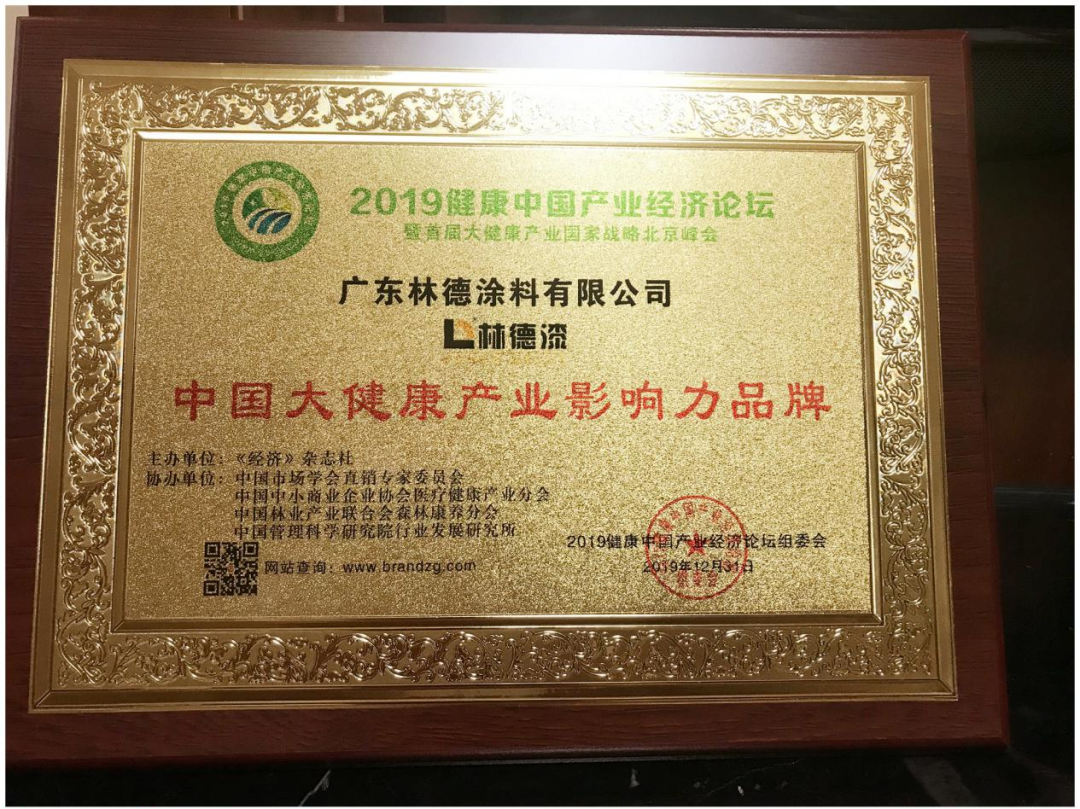 2019健康中国产业经济论坛
暨首届大健康产业国家战略北京峰会
广东林德涂料有限公司
林德漆
中国大健康产业影响力品牌
主办单位：《经济》杂志社
协办单位：中国市场学会直销专家委员会
中国中小商业企业协会医疗健康产业分会
中国林业产业联合会森林康养分会
中国管理科学研究院行业发展研究所
网站查询：www.brandzg.com
2019健康中国产业经济论坛组委会
2019年12月31日